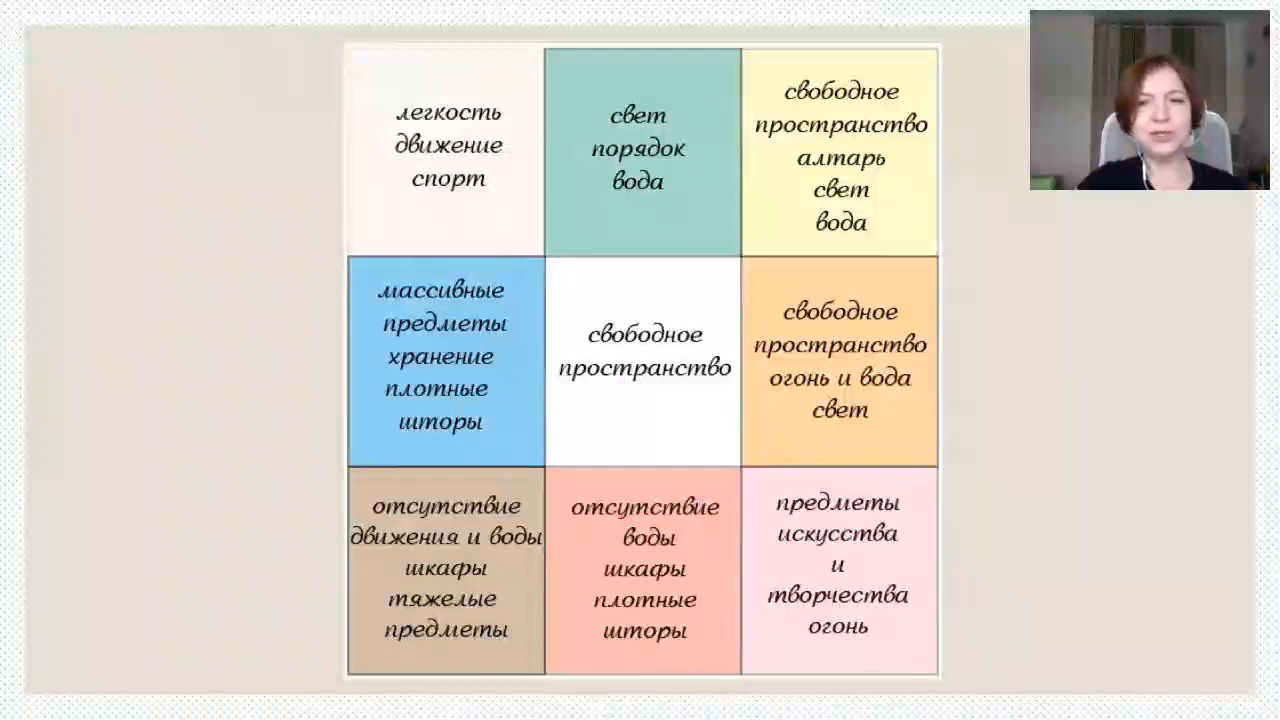 легкость
движение
спорт
свет
порядок
вода
свободное
пространство
алтарь
свет
вода
массивные
предметы
хранение
плотные
шторы
свободное
пространство
свободное
пространство
огонь и вода
свет
отсутствие
движения и воды
шкафы
тяжелые
предметы
отсутствие
воды
шкафы
плотные
шторы
предметы
искусства
и
творчества
огонь